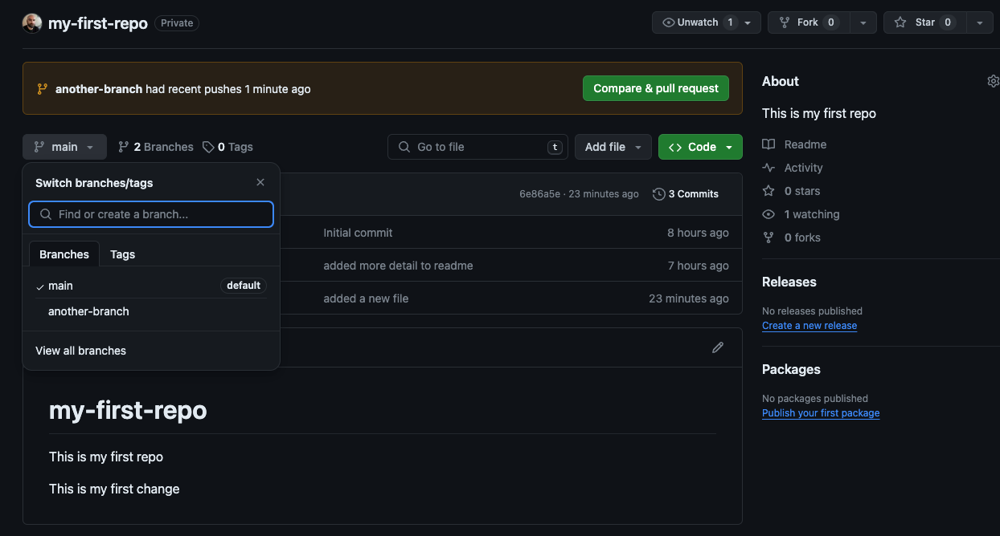 my-first-repo Private
Unwatch 1
Fork 0
Star 0
another-branch had recent pushes 1 minute ago
Compare & pull request
main
2 Branches
0 Tags
Go to file
t
Add file
<> Code
Switch branches/tags
Find or create a branch...
Branches
Tags
main
default
another-branch
View all branches
6e86a5e · 23 minutes ago
3 Commits
Initial commit
8 hours ago
added more detail to readme
7 hours ago
added a new file
23 minutes ago
my-first-repo
This is my first repo
This is my first change
About
This is my first repo
Readme
Activity
0 stars
1 watching
0 forks
Releases
No releases published
Create a new release
Packages
No packages published
Publish your first package